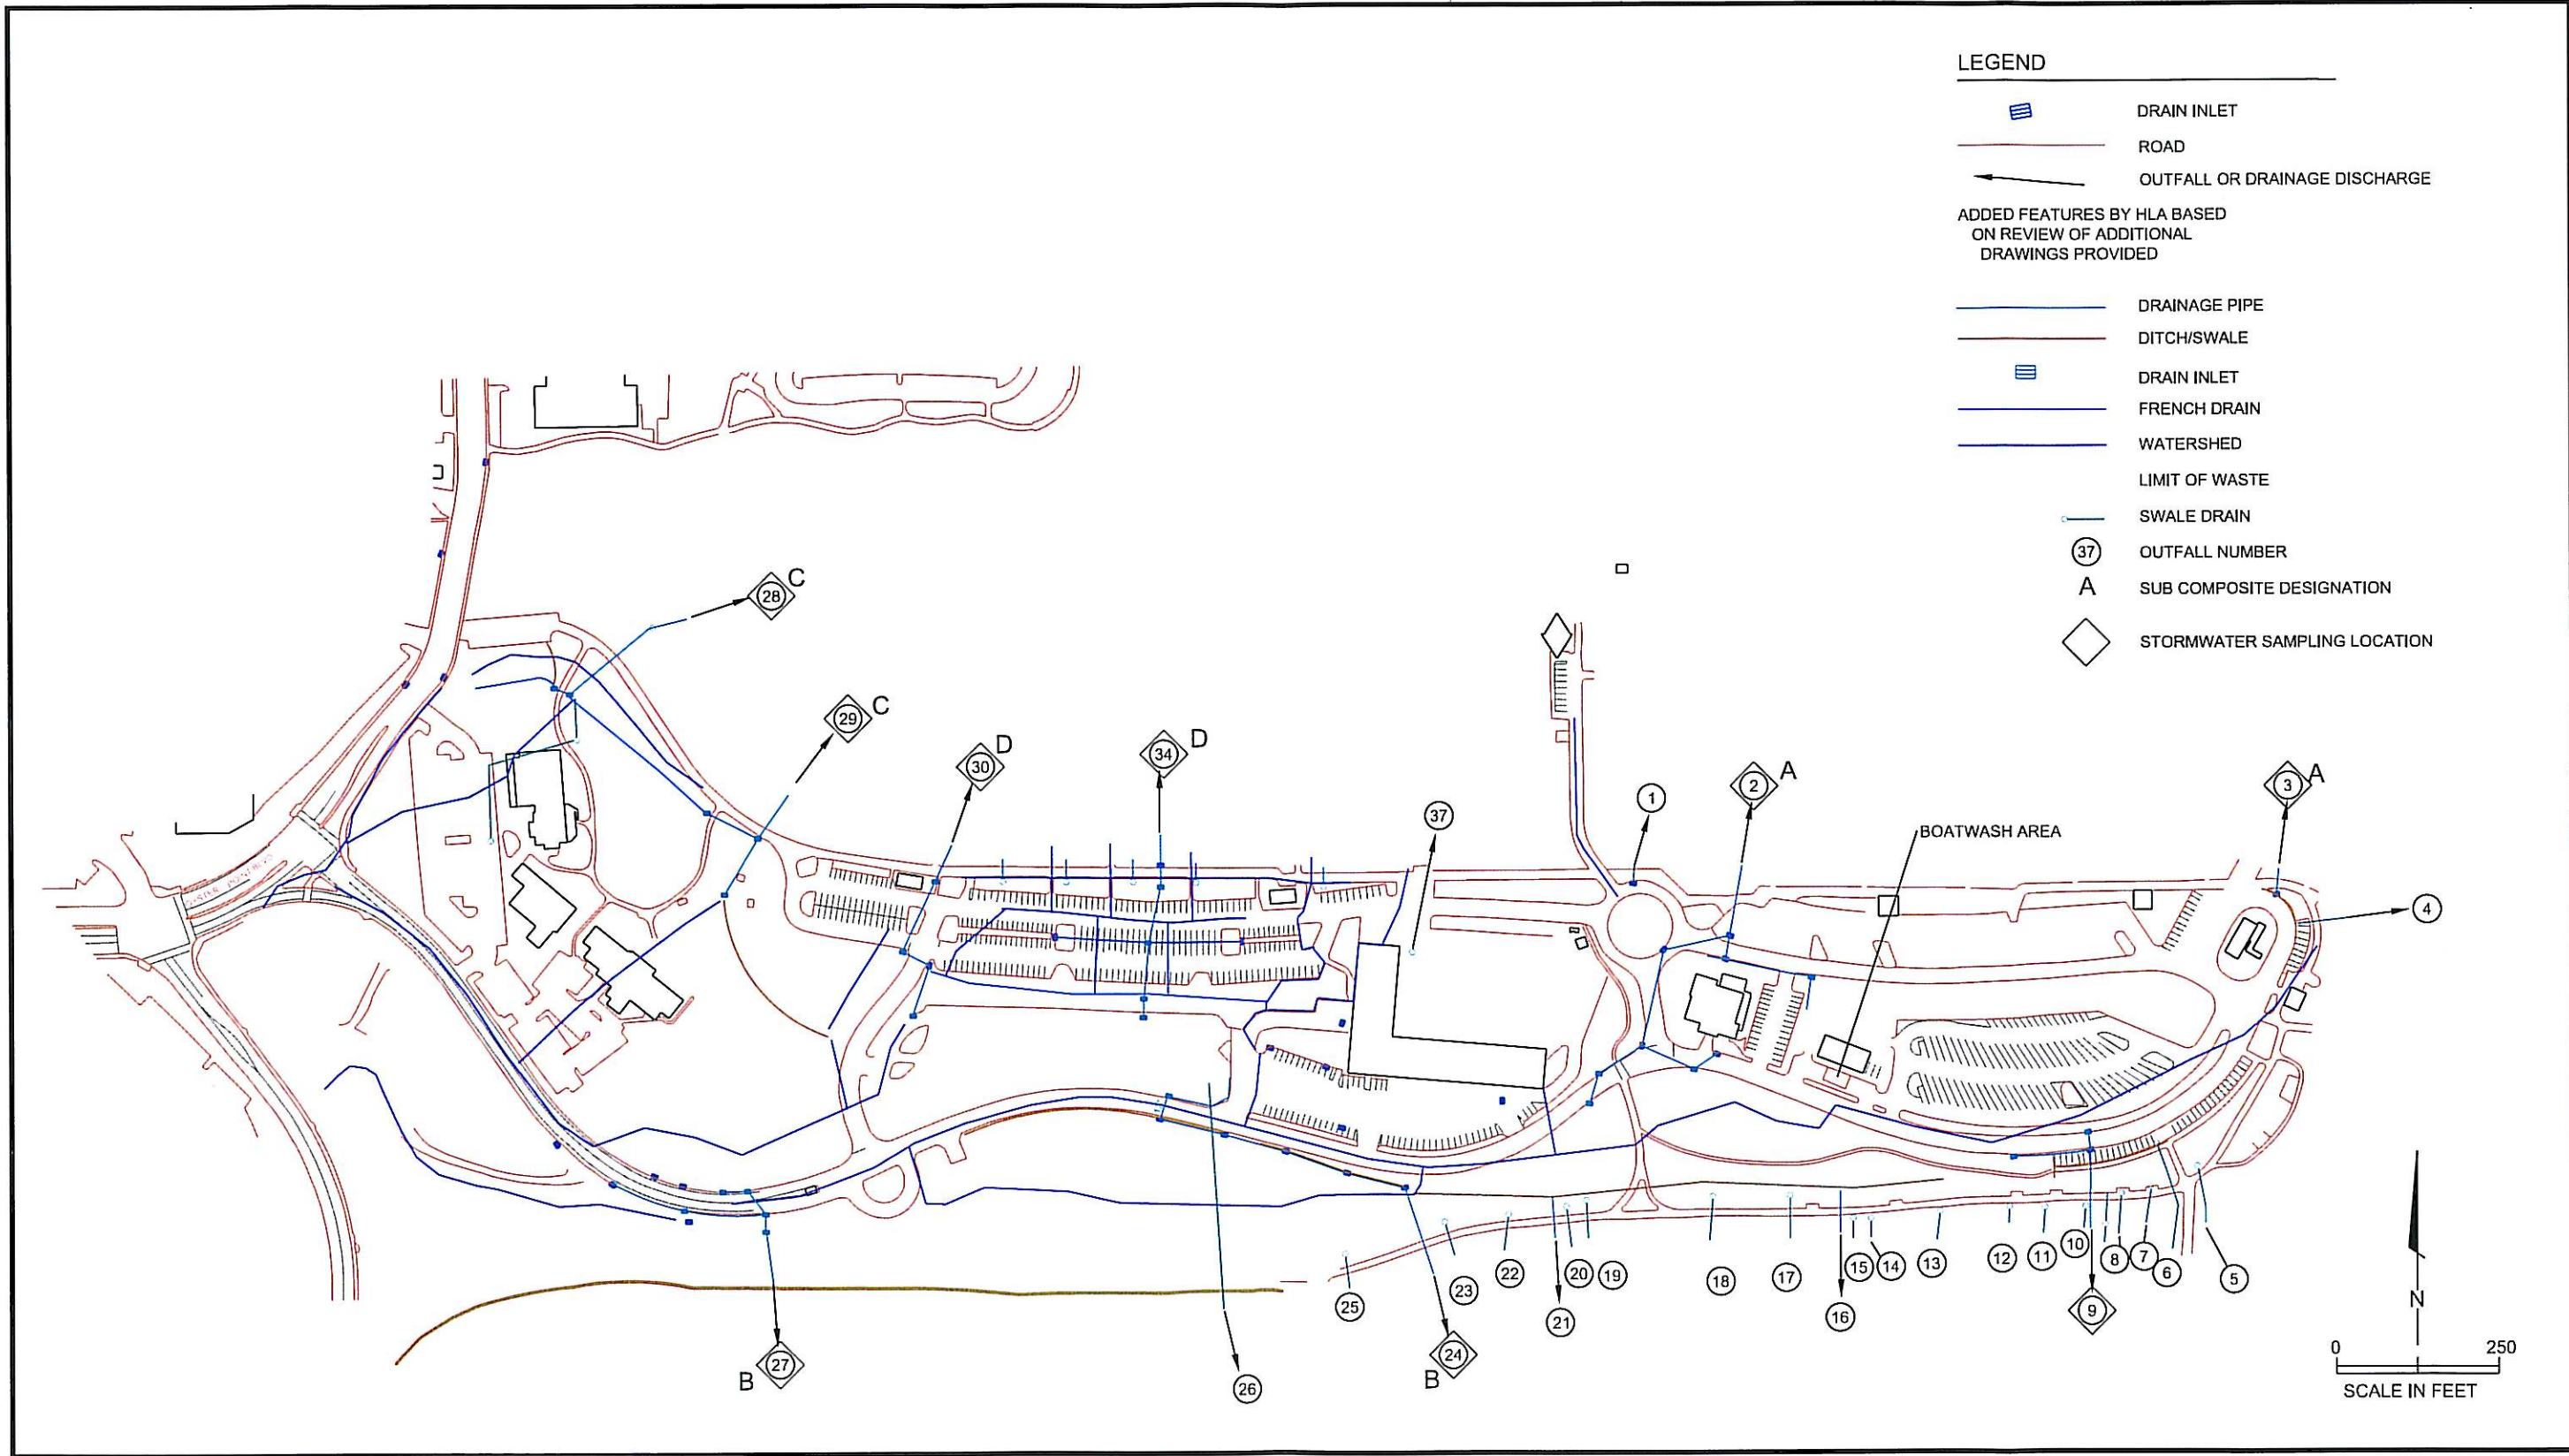 LEGEND
DRAIN INLET
ROAD
OUTFALL OR DRAINAGE DISCHARGE
ADDED FEATURES BY HLA BASED
ON REVIEW OF ADDITIONAL
DRAWINGS PROVIDED
DRAINAGE PIPE
DITCH/SWALE
DRAIN INLET
FRENCH DRAIN
WATERSHED
LIMIT OF WASTE
SWALE DRAIN
37 OUTFALL NUMBER
A SUB COMPOSITE DESIGNATION
STORMWATER SAMPLING LOCATION
28 C
29 C
30 D
34 D
37
1
2 A
3 A
BOATWASH AREA
4
25
23
22
21
20
19
18
17
16
15
14
13
12
11
10
9
8
7
6
5
B 27
26
B 24
N
0 250
SCALE IN FEET